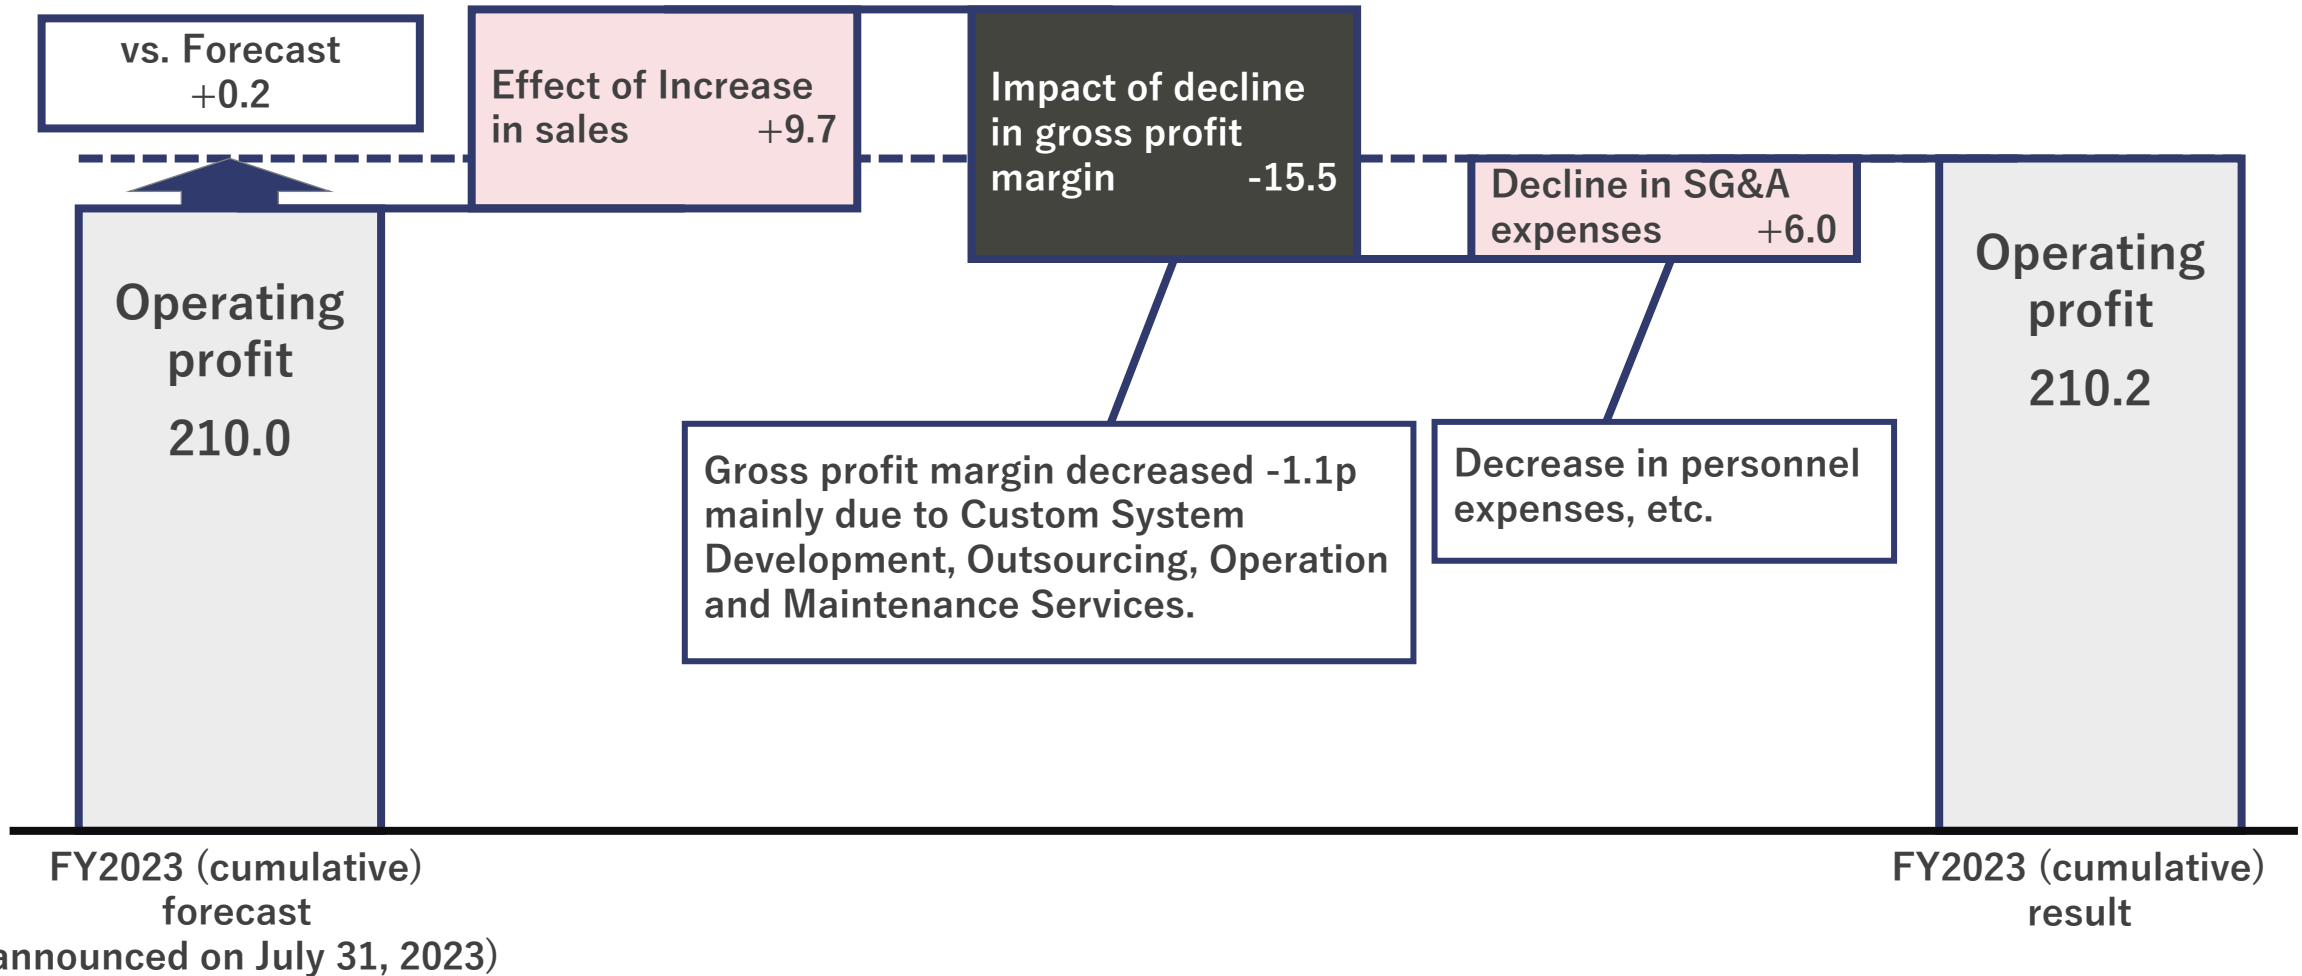 vs. Forecast
+0.2
Effect of Increase
in sales +9.7
Impact of decline
in gross profit
margin -15.5
Decline in SG&A
expenses +6.0
Operating
profit
210.0
Operating
profit
210.2
Gross profit margin decreased -1.1p
mainly due to Custom System
Development, Outsourcing, Operation
and Maintenance Services.
Decrease in personnel
expenses, etc.
FY2023 (cumulative)
forecast
announced on July 31, 2023)
FY2023 (cumulative)
result